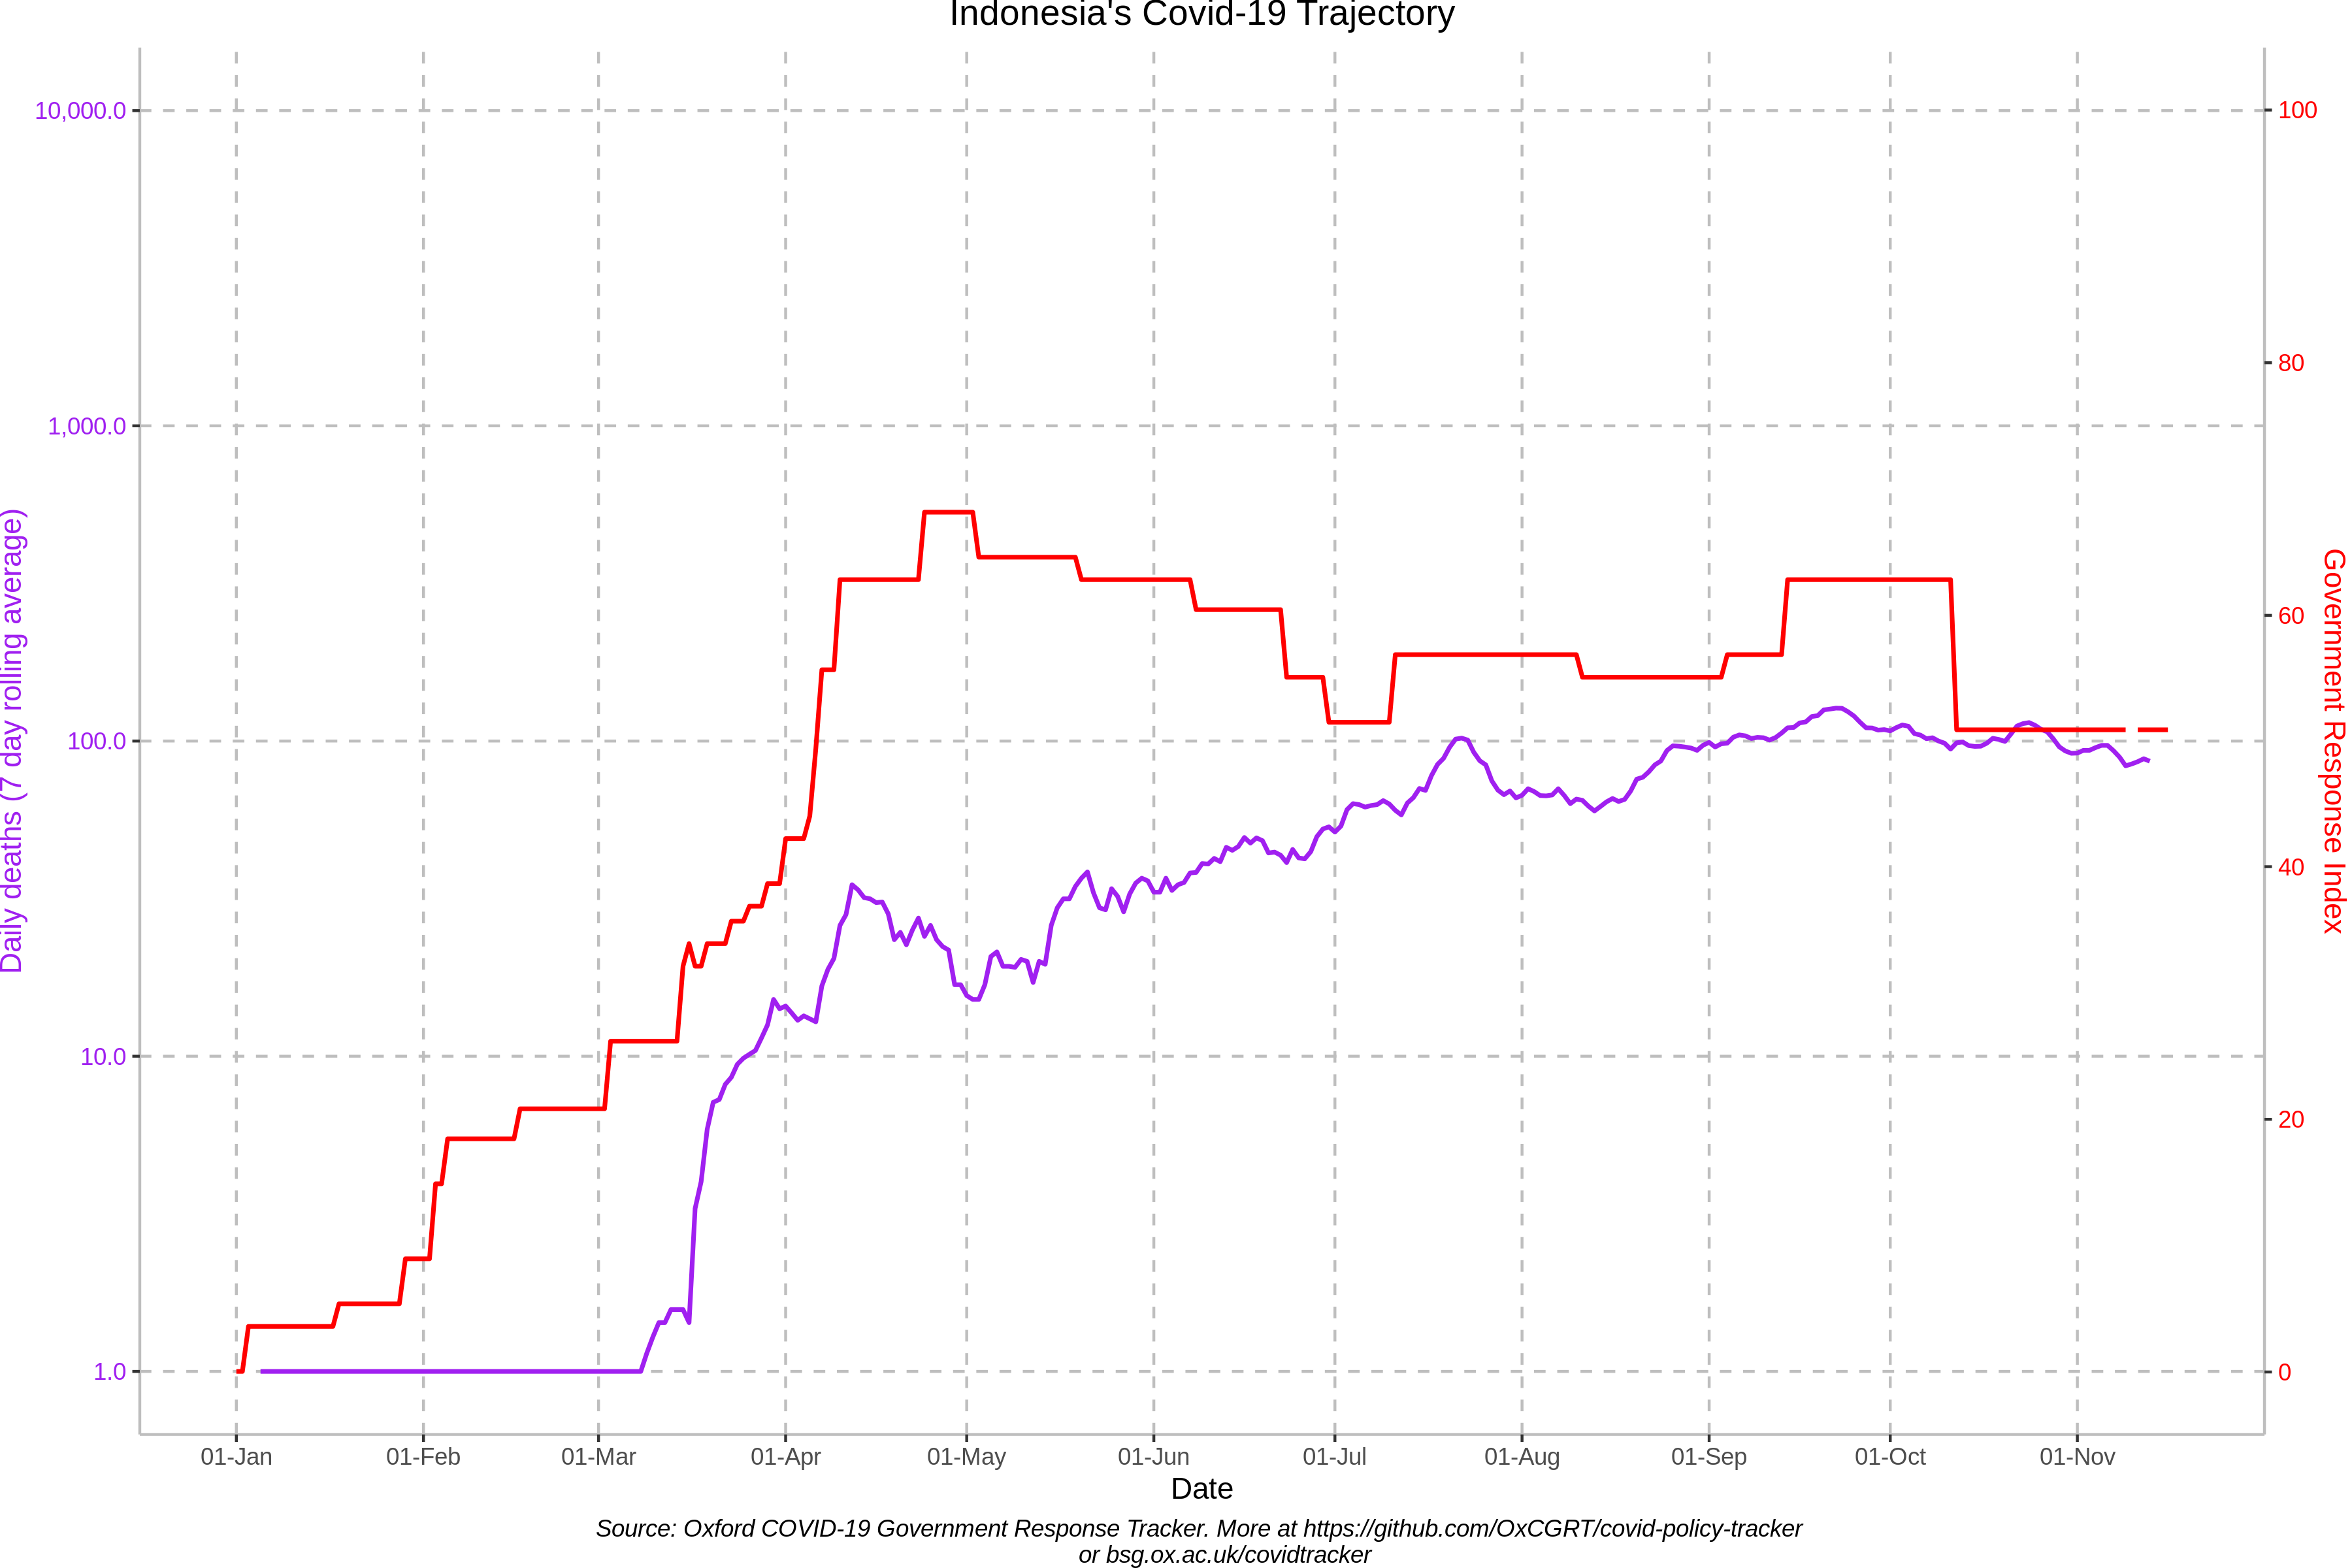 Indonesia's Covid-19 Trajectory
10,000.0
1,000.0
100.0
10.0
1.0
Daily deaths (7 day rolling average)
100
80
60
40
20
0
Government Response Index
01-Jan 01-Feb 01-Mar 01-Apr 01-May 01-Jun 01-Jul 01-Aug 01-Sep 01-Oct 01-Nov
Date
Source: Oxford COVID-19 Government Response Tracker. More at https://github.com/OxCGRT/covid-policy-tracker
or bsg.ox.ac.uk/covidtracker